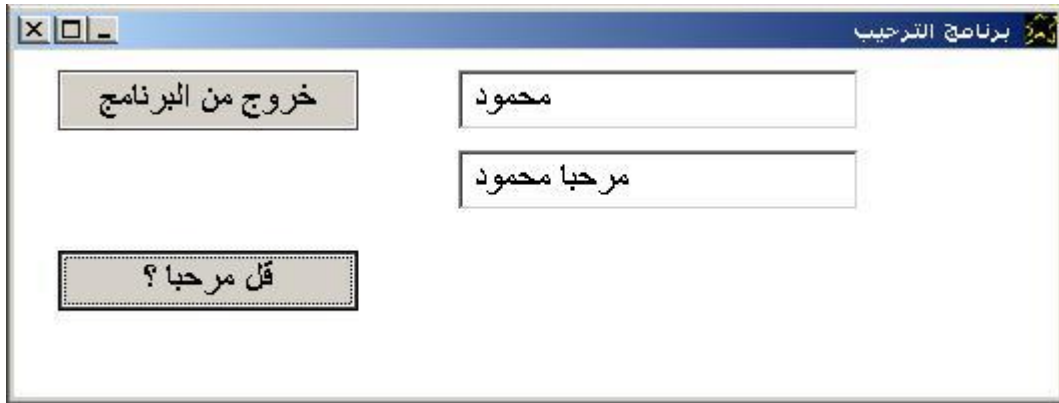 برنامج الترحيب
محمود
خروج من البرنامج
مرحبا محمود
قل مرحبا ؟